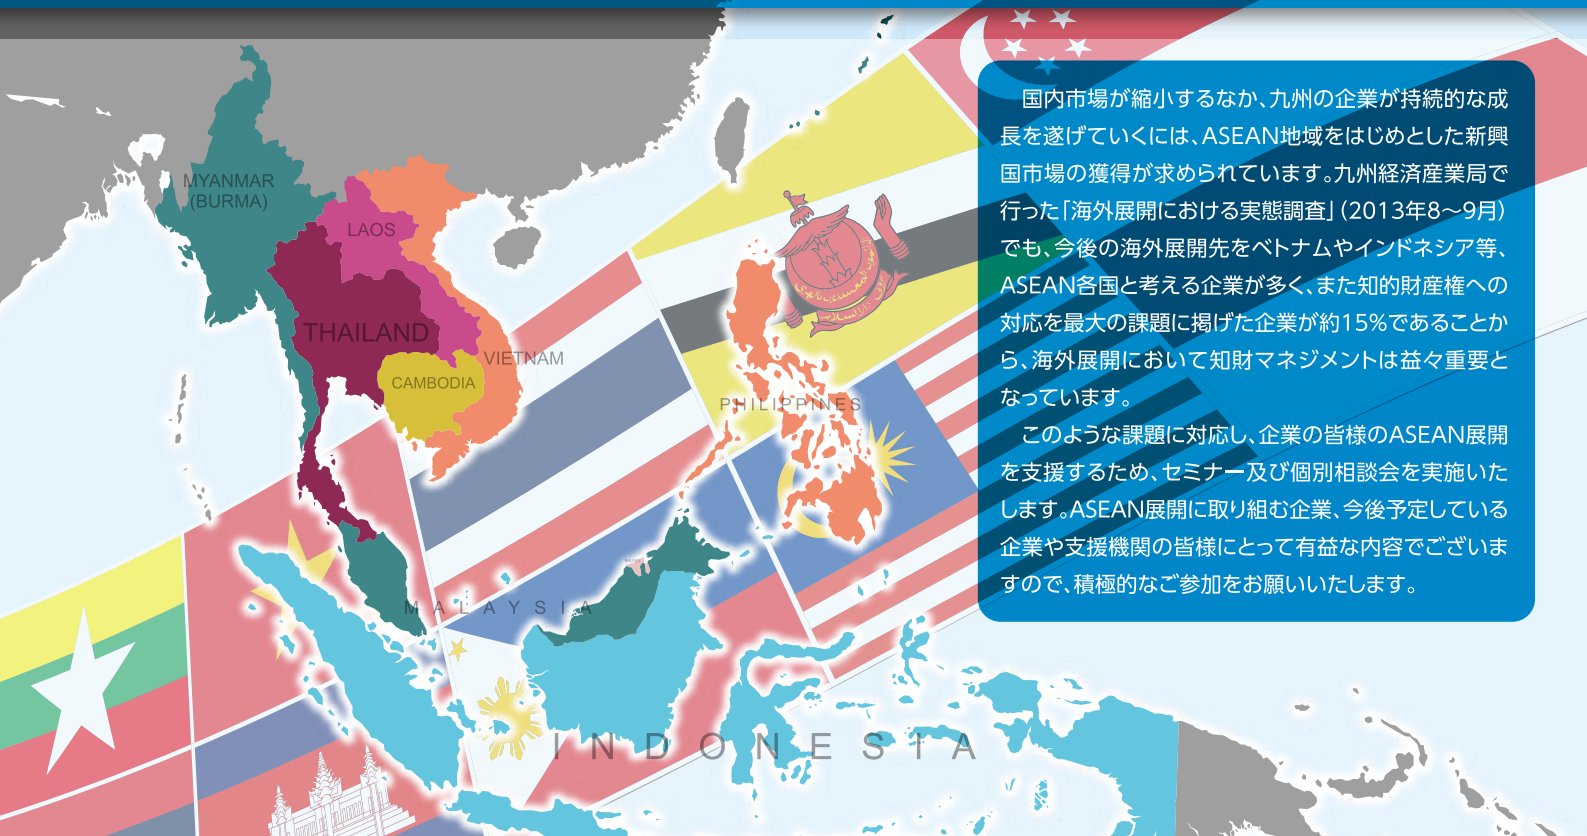 国内市場が縮小するなか、九州の企業が持続的な成
長を遂げていくには、ASEAN地域をはじめとした新興
国市場の獲得が求められています。九州経済産業局で
行った「海外展開における実態調査」（2013年8〜9月）
でも、今後の海外展開先をベトナムやインドネシア等、
ASEAN各国と考える企業が多く、また知的財産権への
対応を最大の課題に掲げた企業が約15%であることか
ら、海外展開において知財マネジメントは益々重要と
なっています。
このような課題に対応し、企業の皆様のASEAN展開
を支援するため、セミナー及び個別相談会を実施いた
します。ASEAN展開に取り組む企業、今後予定している
企業や支援機関の皆様にとって有益な内容でございま
すので、積極的なご参加をお願いいたします。
MYANMAR
(BURMA)
LAOS
THAILAND
VIETNAM
CAMBODIA
PHILIPPINES
MALAYSIA
INDONESIA